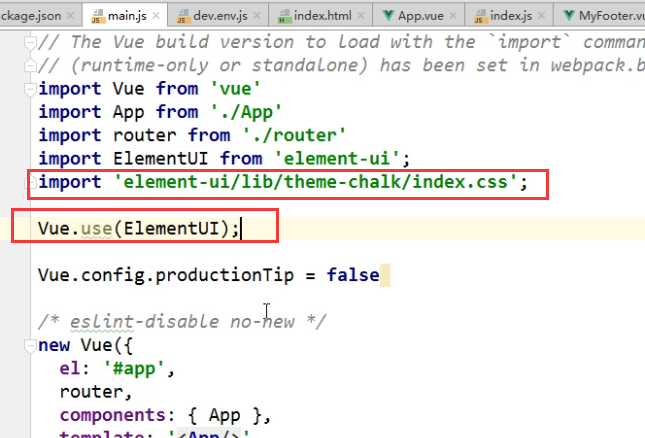 ckage.json main.js dev.env.js index.html App.vue index.js MyFooter.v
// The Vue build version to load with the `import` comman
// (runtime-only or standalone) has been set in webpack.b
import Vue from 'vue'
import App from './App'
import router from './router'
import ElementUI from 'element-ui';
import 'element-ui/lib/theme-chalk/index.css';
Vue.use(ElementUI);
Vue.config.productionTip = false
/* eslint-disable no-new */
new Vue({
el: '#app',
router,
components: { App },
template: '<App/>'